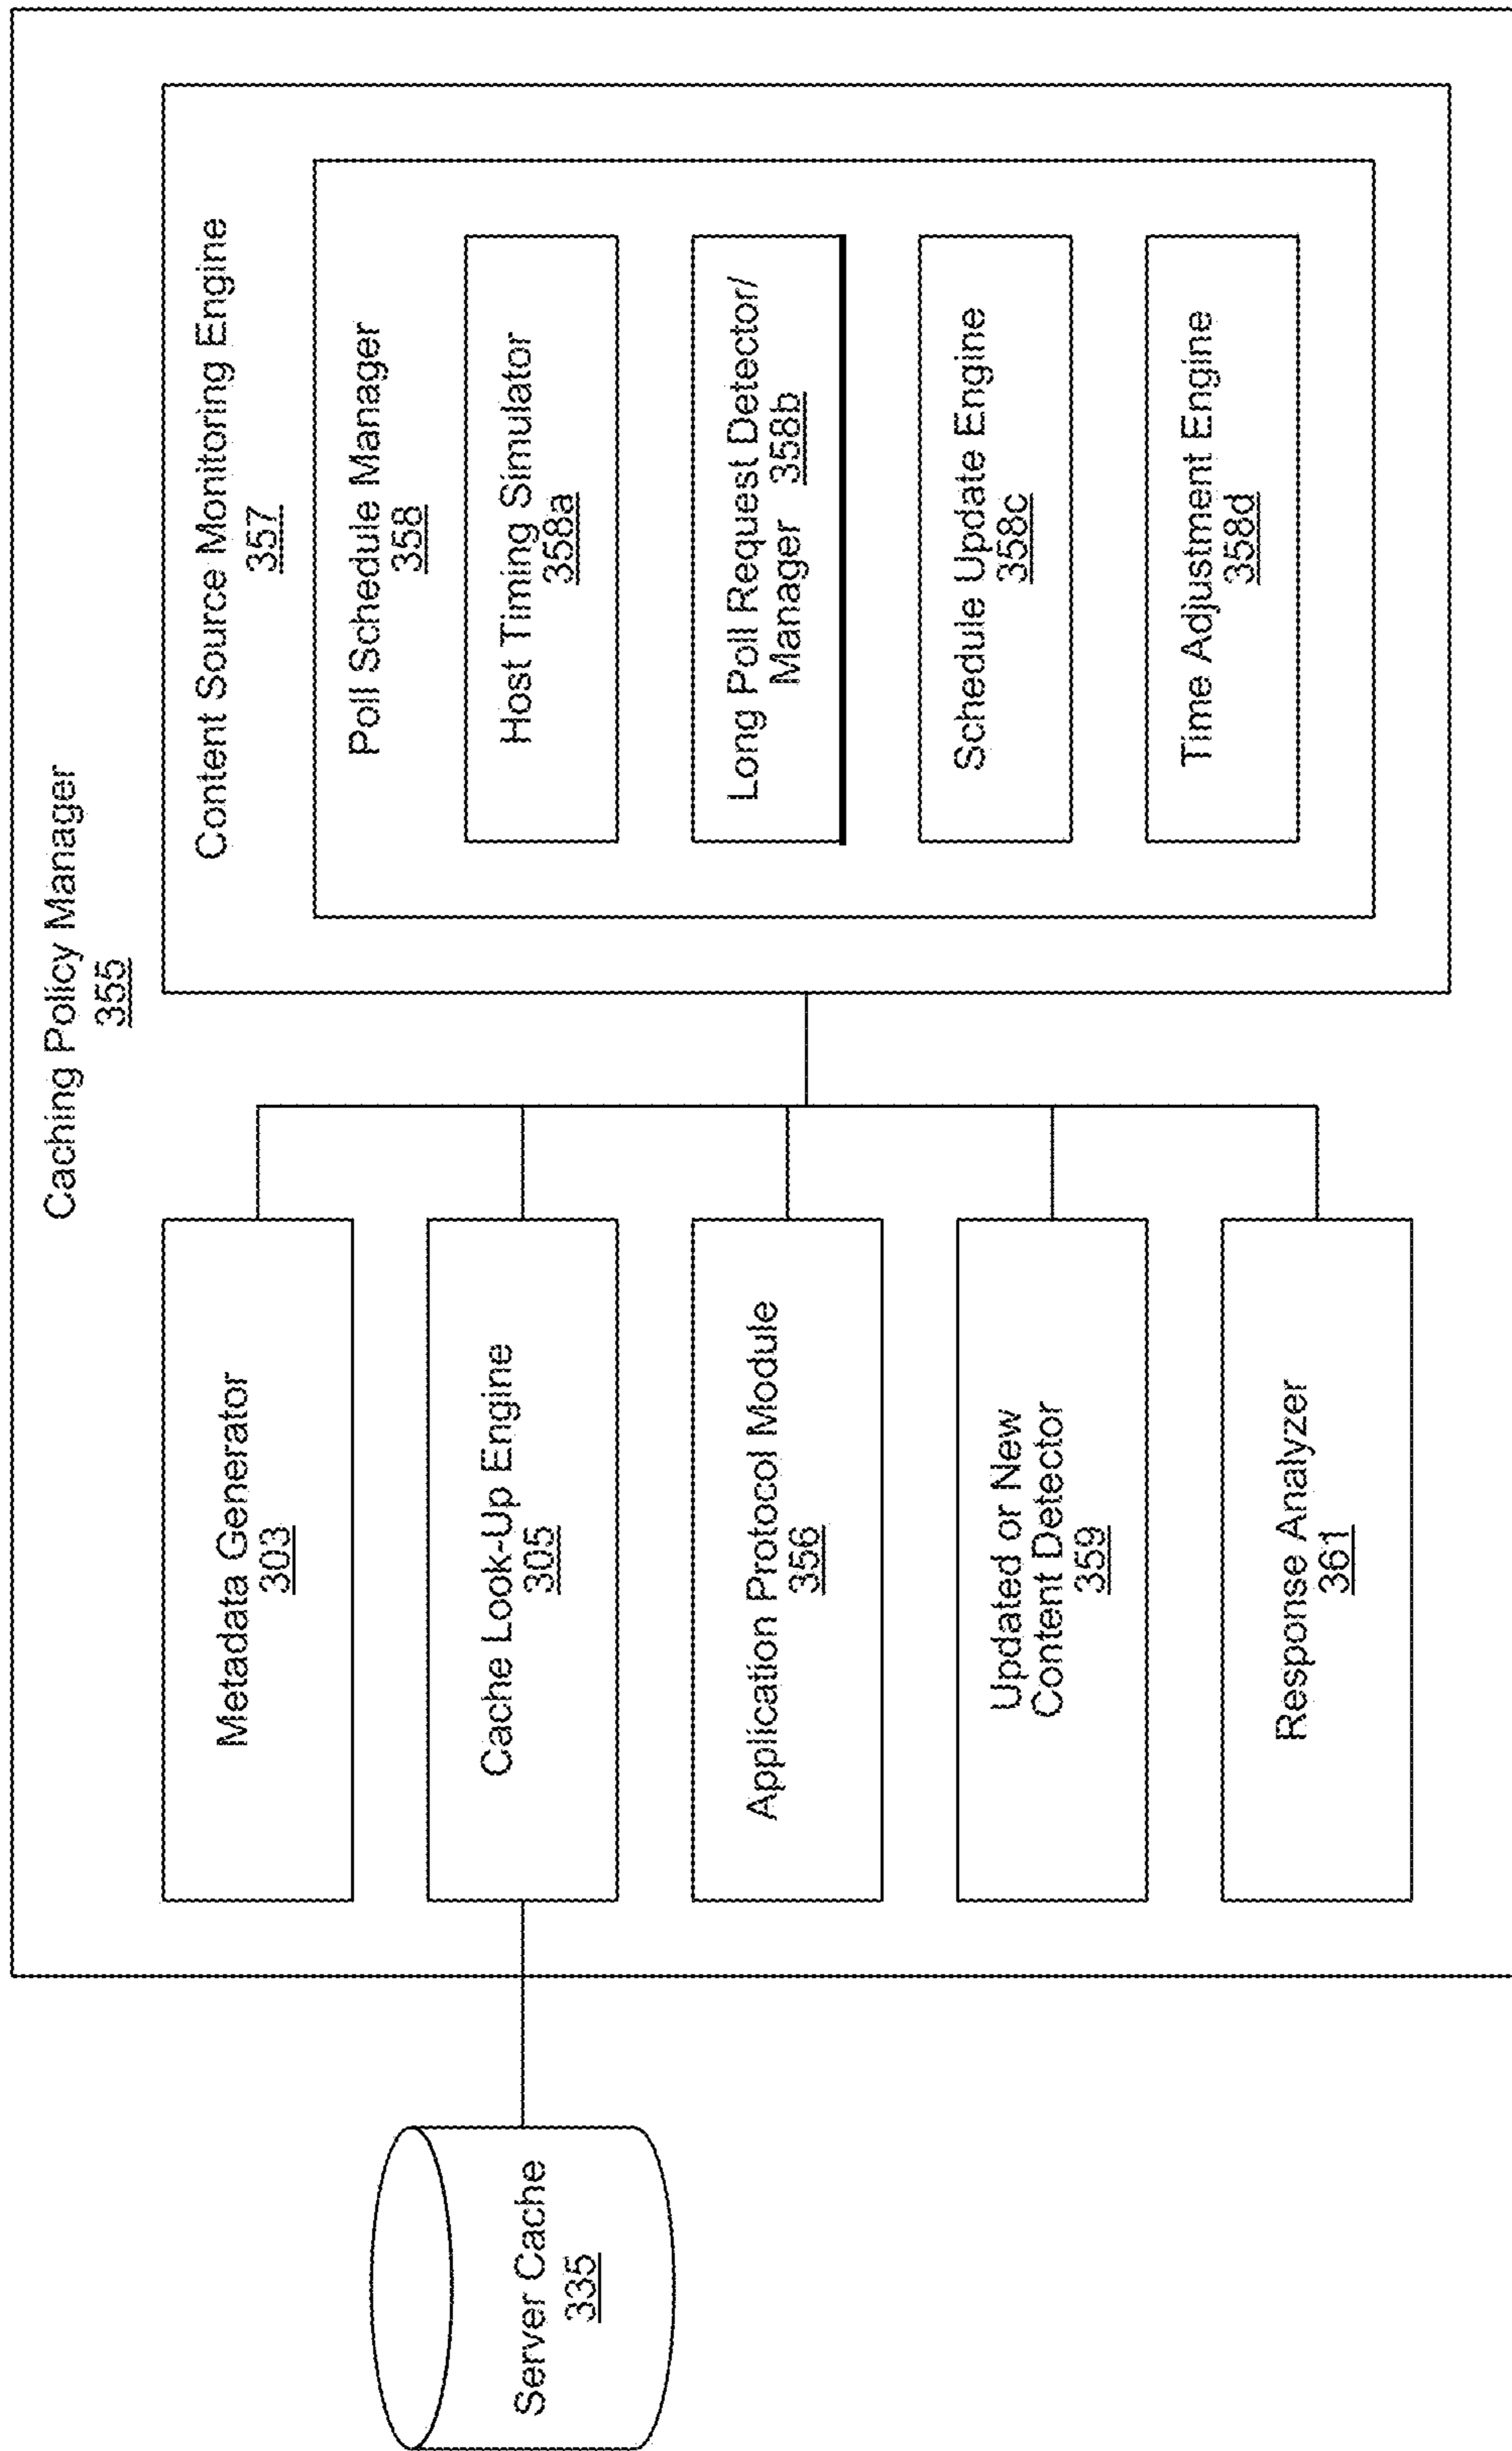 Caching Policy Manager
355
Server Cache
335
Metadata Generator
303
Cache Look-Up Engine
305
Application Protocol Module
356
Updated or New
Content Detector
359
Response Analyzer
361
Content Source Monitoring Engine
357
Poll Schedule Manager
358
Host Timing Simulator
358a
Long Poll Request Detector/
Manager 358b
Schedule Update Engine
358c
Time Adjustment Engine
358d